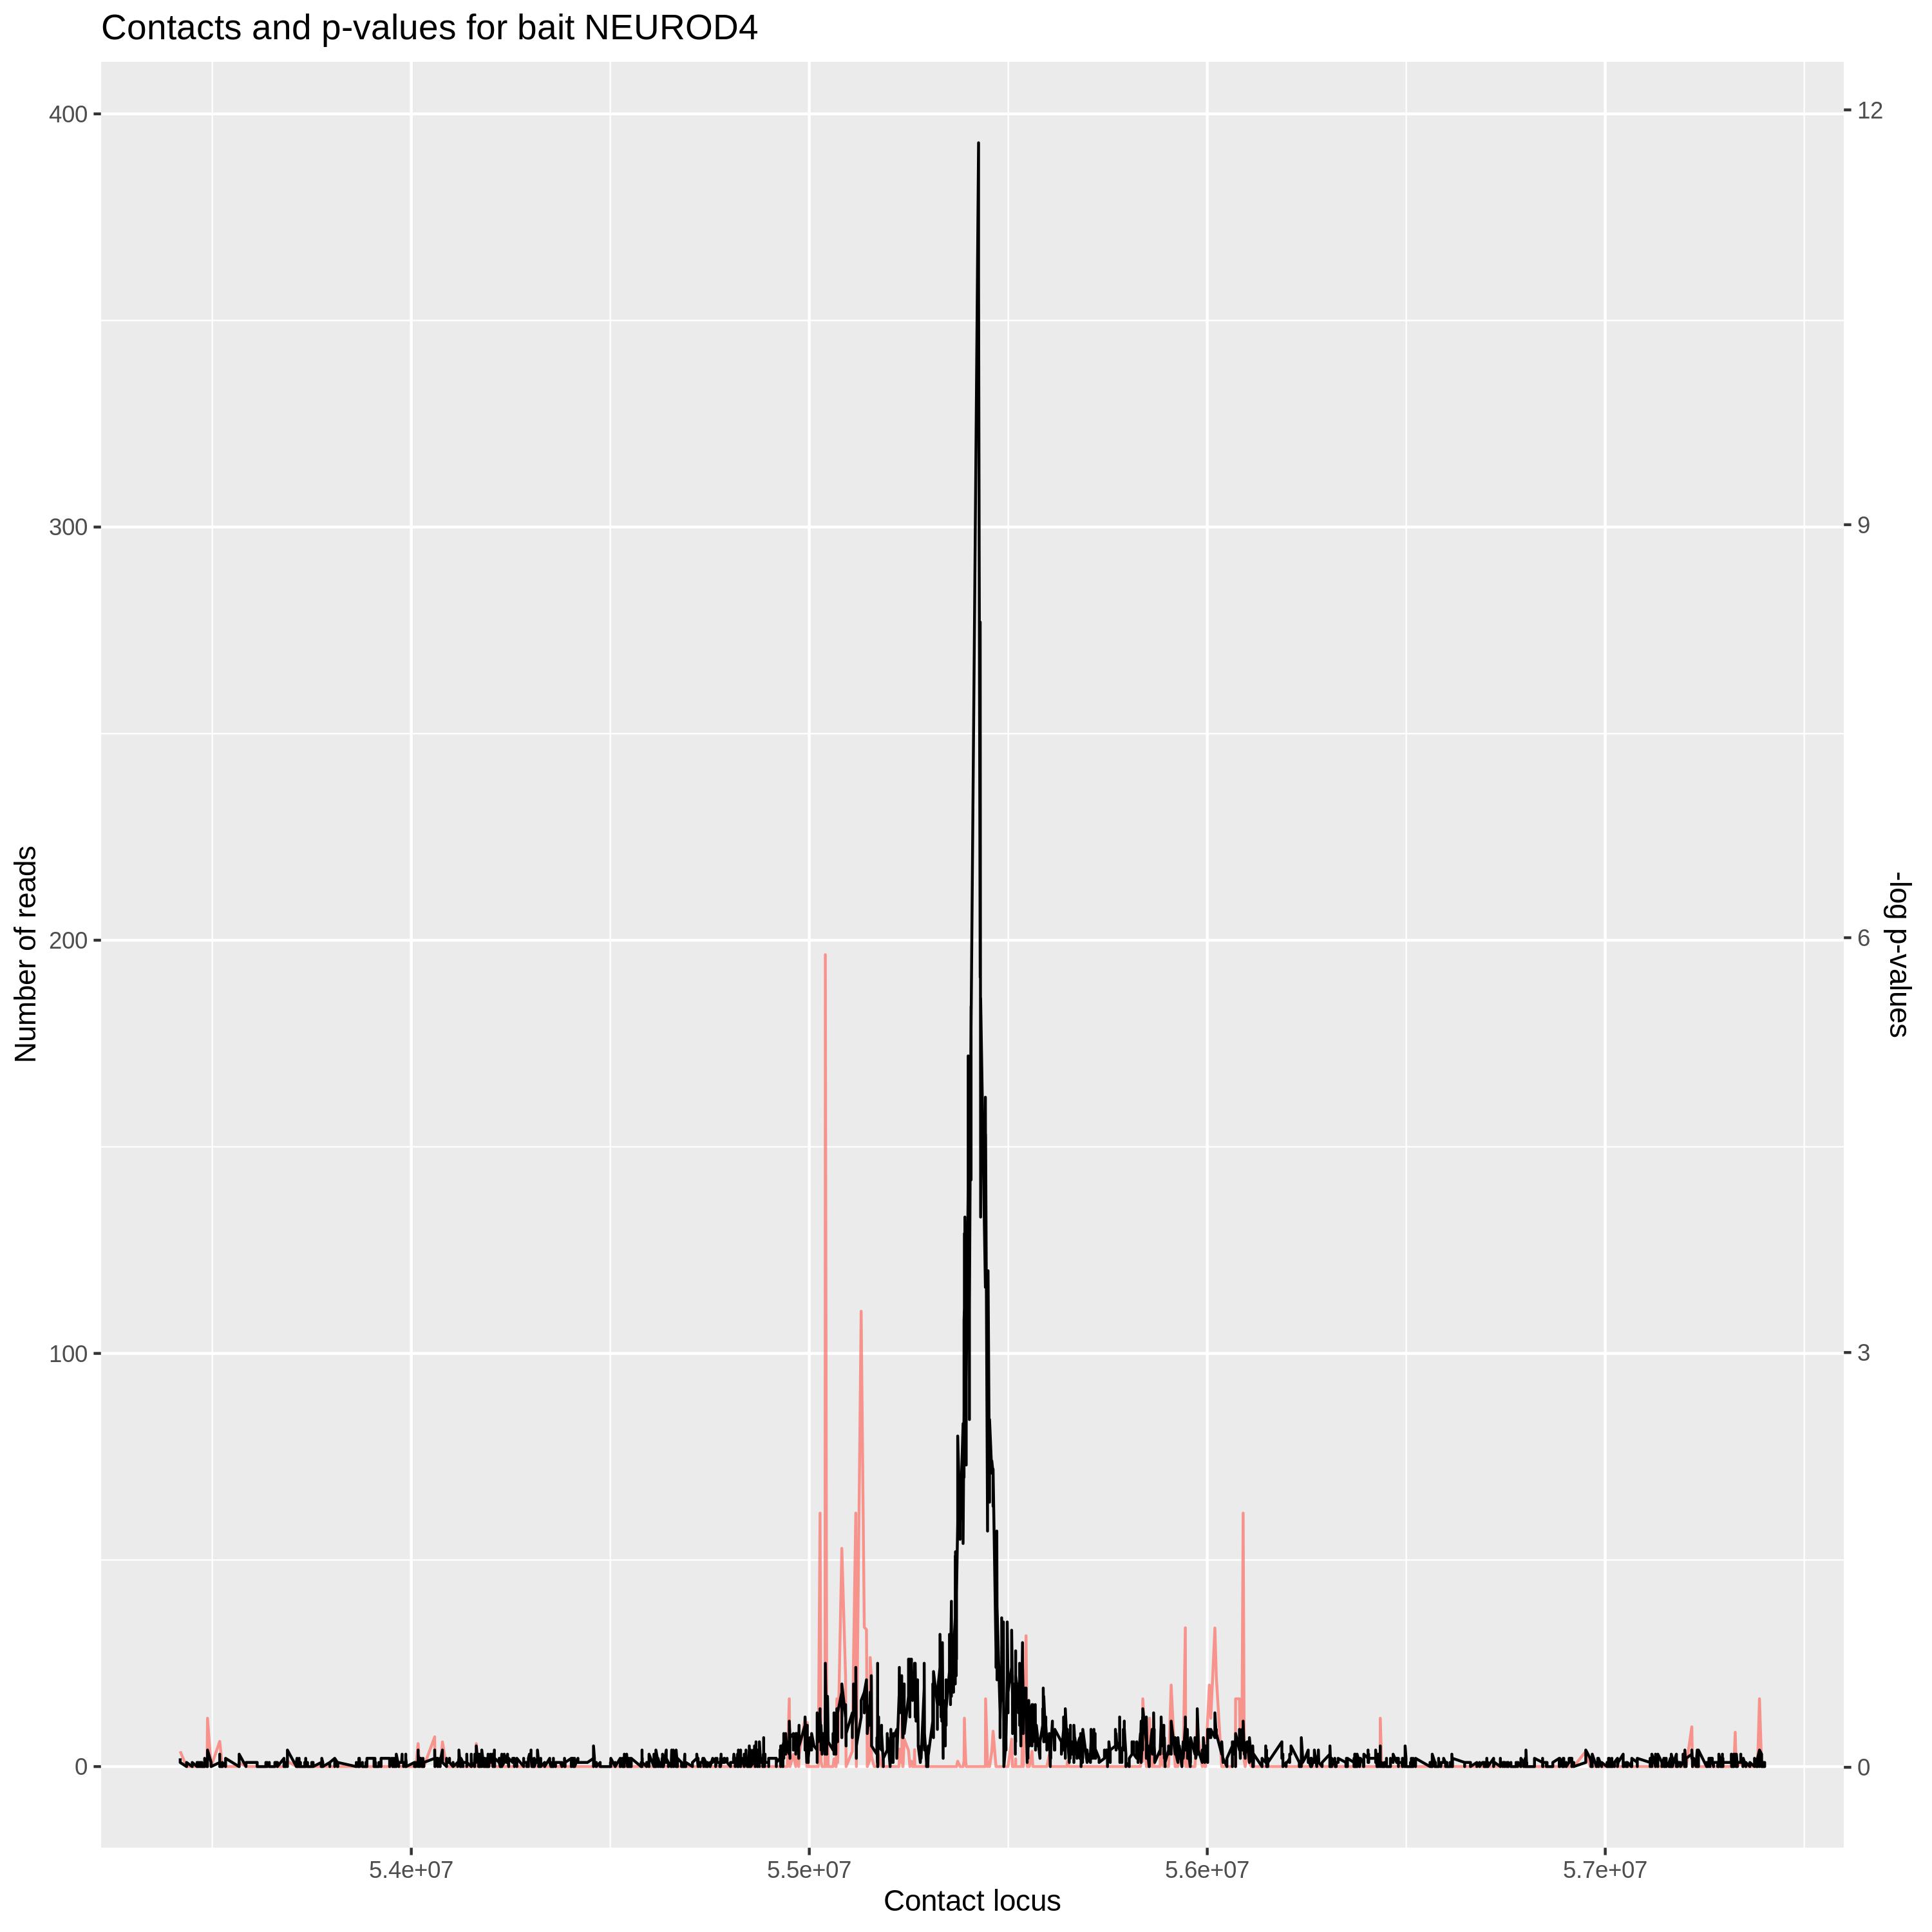 Contacts and p-values for bait NEUROD4
400
300
200
100
0
Number of reads
12
9
6
3
0
-log p-values
5.4e+07 5.5e+07 5.6e+07 5.7e+07
Contact locus